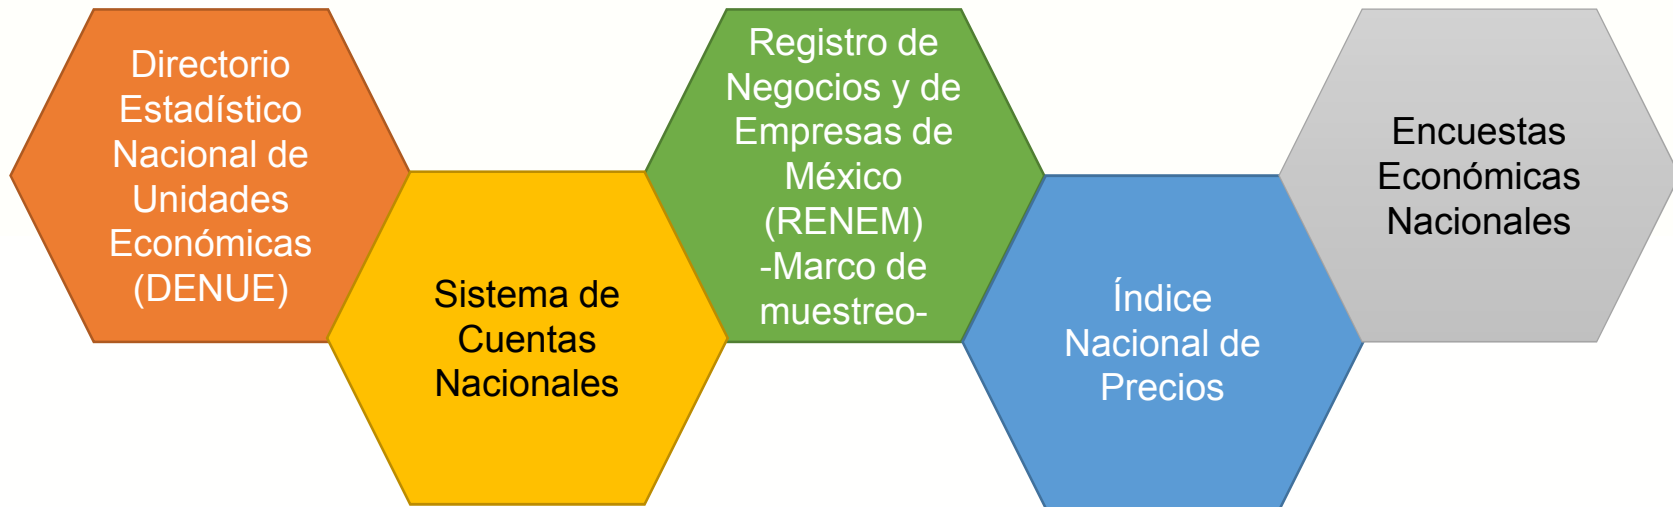 Directorio
Estadístico
Nacional de
Unidades
Económicas
(DENUE)
Sistema de
Cuentas
Nacionales
Registro de
Negocios y de
Empresas de
México
(RENEM)
-Marco de
muestreo-
Índice
Nacional de
Precios
Encuestas
Económicas
Nacionales